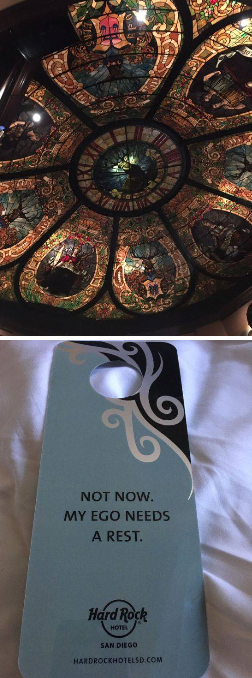 NOT NOW.
MY EGO NEEDS
A REST.
Hard Rock
HOTEL
SAN DIEGO
HARDROCKHOTELSD.COM